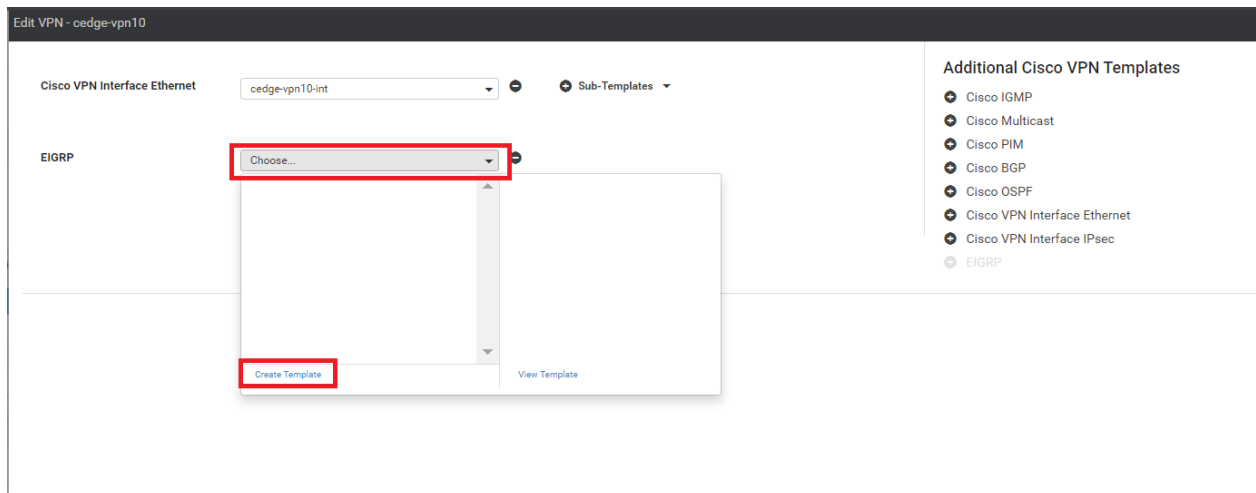 Edit VPN - cedge-vpn10
Cisco VPN Interface Ethernet
cedge-vpn10-int
Sub-Templates
EIGRP
Choose...
Create Template
View Template
Additional Cisco VPN Templates
Cisco IGMP
Cisco Multicast
Cisco PIM
Cisco BGP
Cisco OSPF
Cisco VPN Interface Ethernet
Cisco VPN Interface IPsec
EIGRP